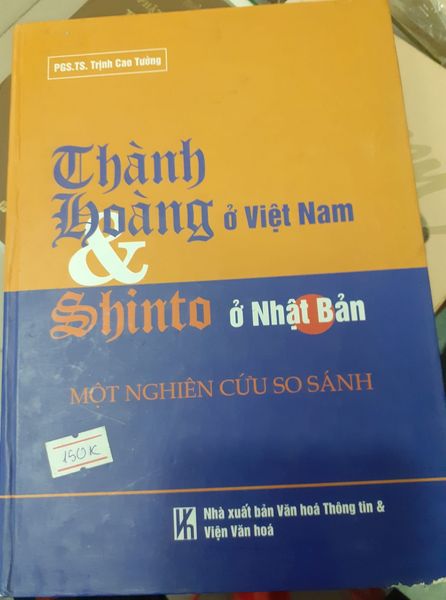 PGS.TS. Trịnh Cao Tưởng
Thành
Hoàng ở Việt Nam
&
Shinto ở Nhật Bản
MỘT NGHIÊN CỨU SO SÁNH
150K
Nhà xuất bản Văn hoá Thông tin &
Viện Văn hoá